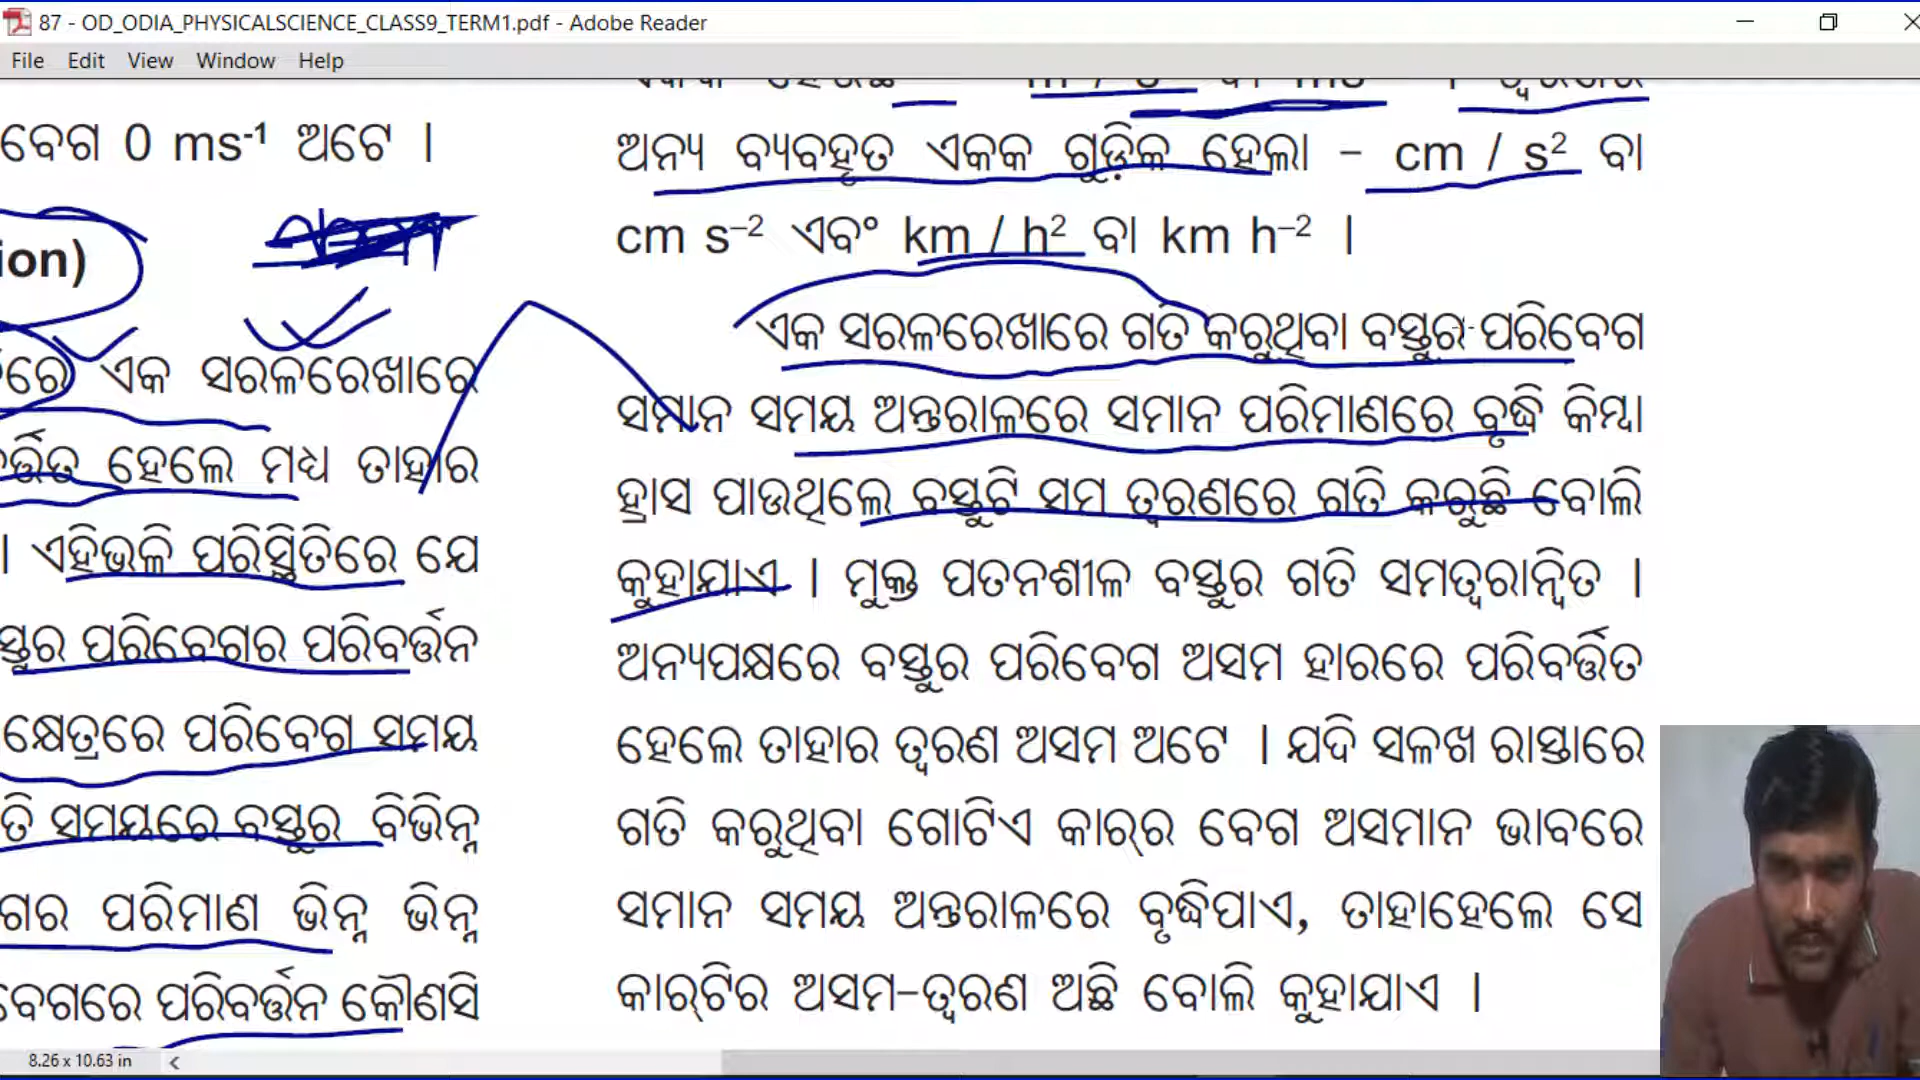 87 - OD_ODIA_PHYSICALSCIENCE_CLASS9_TERM1.pdf - Adobe Reader
File Edit View Window Help
ବେଗ 0 ms-1 ଅଟେ ।
ion)
ଏକ ସରଳରେଖାରେ
ହେଲେ ମଧ୍ୟ ତାହାର
। ଏହିଭଳି ପରିସ୍ଥିତିରେ ଯେ
ପରିବେଗର ପରିବର୍ତ୍ତନ
କ୍ଷେତ୍ରରେ ପରିବେଗ ସମୟ
ସମୟରେ ବସ୍ତୁର ବିଭିନ୍ନ
ପରିମାଣ ଭିନ୍ନ ଭିନ୍ନ
ପରିବର୍ତ୍ତନ କୌଣସି
ଅନ୍ୟ ବ୍ୟବହୃତ ଏକକ ଗୁଡ଼ିକ ହେଲା – cm / s² ବା
cm s⁻² ଏବଂ km / h² ବା km h⁻² ।
ଏକ ସରଳରେଖାରେ ଗତି କରୁଥିବା ବସ୍ତୁର ପରିବେଗ
ସମାନ ସମୟ ଅନ୍ତରାଳରେ ସମାନ ପରିମାଣରେ ବୃଦ୍ଧି କିମ୍ବା
ହ୍ରାସ ପାଉଥିଲେ ବସ୍ତୁଟି ସମ ତ୍ୱରଣରେ ଗତି କରୁଛି ବୋଲି
କୁହାଯାଏ । ମୁକ୍ତ ପତନଶୀଳ ବସ୍ତୁର ଗତି ସମତ୍ୱରାନ୍ୱିତ ।
ଅନ୍ୟପକ୍ଷରେ ବସ୍ତୁର ପରିବେଗ ଅସମ ହାରରେ ପରିବର୍ତ୍ତିତ
ହେଲେ ତାହାର ତ୍ୱରଣ ଅସମ ଅଟେ । ଯଦି ସଳଖ ରାସ୍ତାରେ
ଗତି କରୁଥିବା ଗୋଟିଏ କାର୍‌ର ବେଗ ଅସମାନ ଭାବରେ
ସମାନ ସମୟ ଅନ୍ତରାଳରେ ବୃଦ୍ଧିପାଏ, ତାହାହେଲେ ସେ
କାର୍‌ଟିର ଅସମ–ତ୍ୱରଣ ଅଛି ବୋଲି କୁହାଯାଏ ।
8.26 x 10.63 in